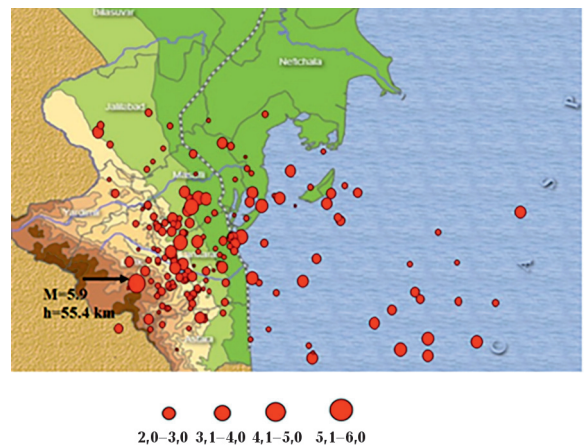 Bilasuvar
Neftchala
Jalilabad
Masalli
Yardimli
M=5.9
h=55.4 km
2,0–3,0 3,1–4,0 4,1–5,0 5,1–6,0